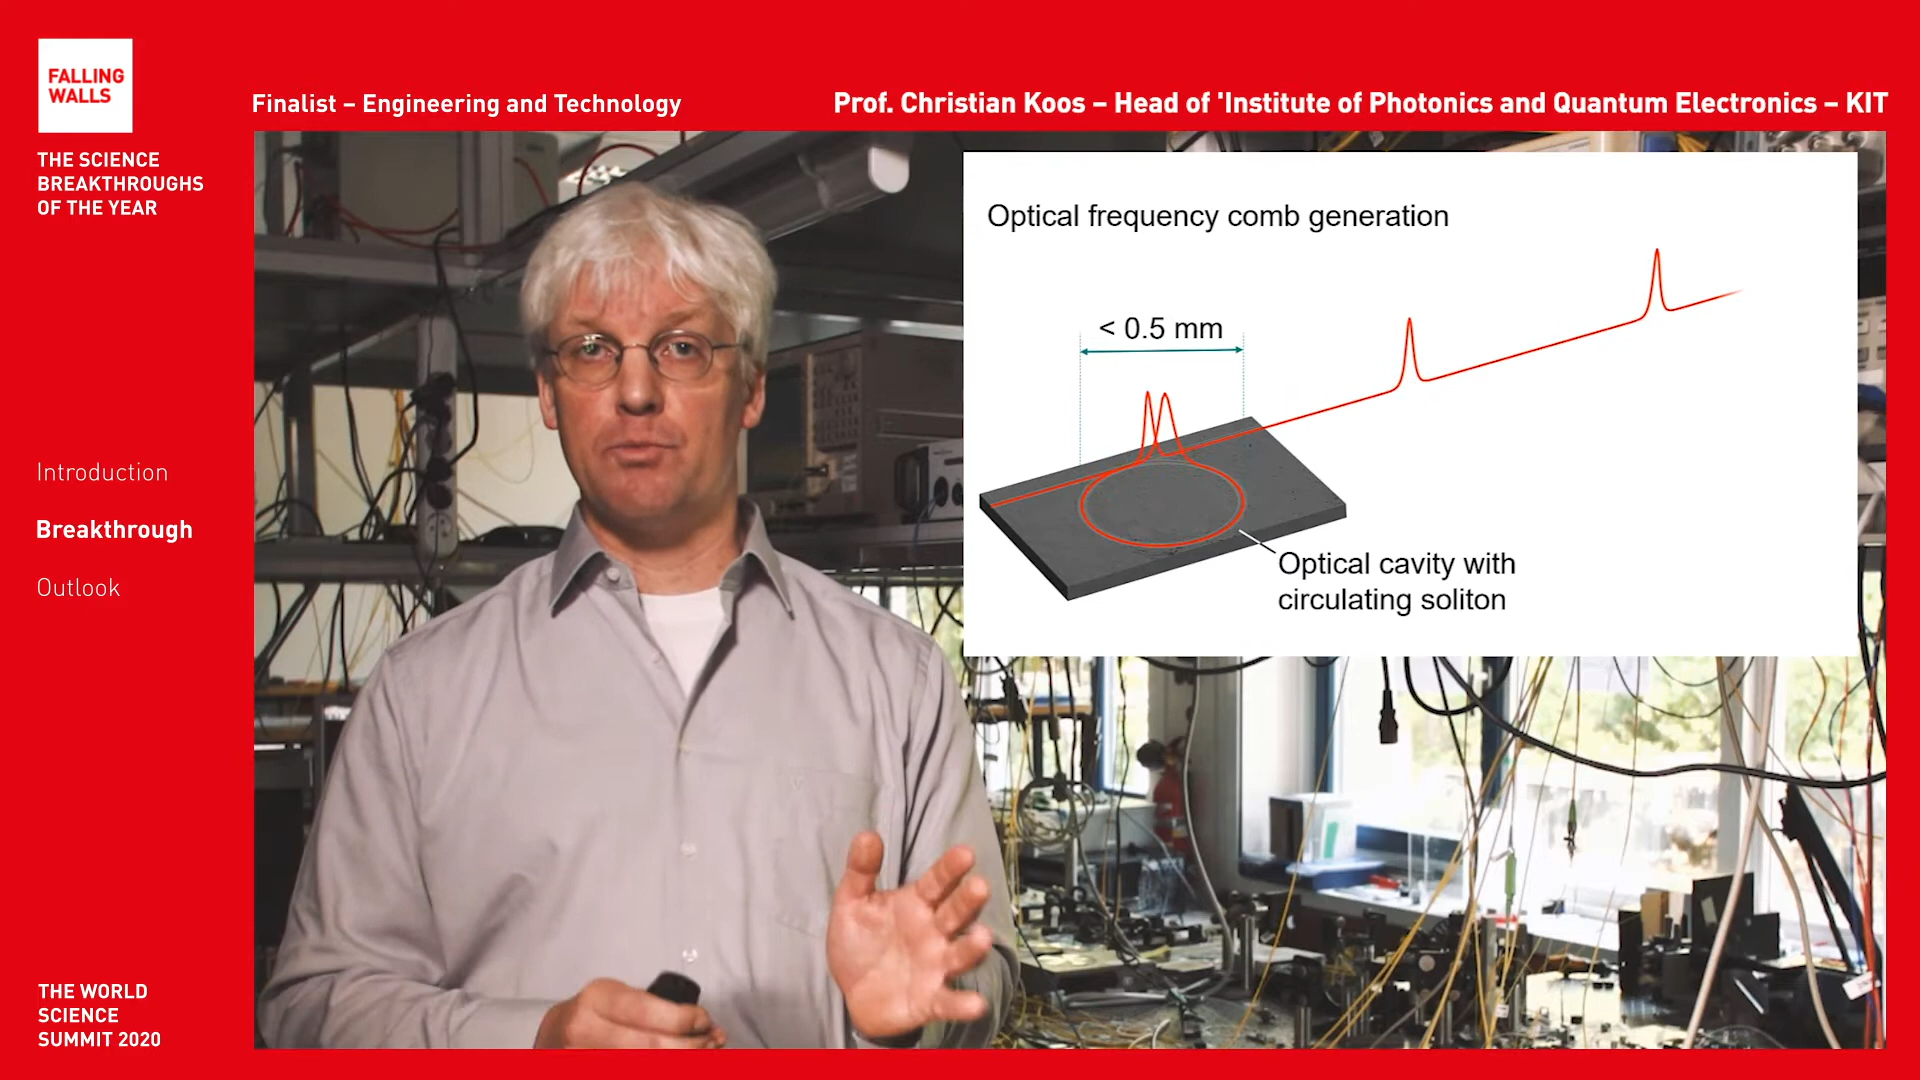 FALLING
WALLS
THE SCIENCE
BREAKTHROUGHS
OF THE YEAR
Finalist – Engineering and Technology
Prof. Christian Koos – Head of 'Institute of Photonics and Quantum Electronics – KIT
Optical frequency comb generation
< 0.5 mm
Optical cavity with
circulating soliton
Introduction
Breakthrough
Outlook
THE WORLD
SCIENCE
SUMMIT 2020